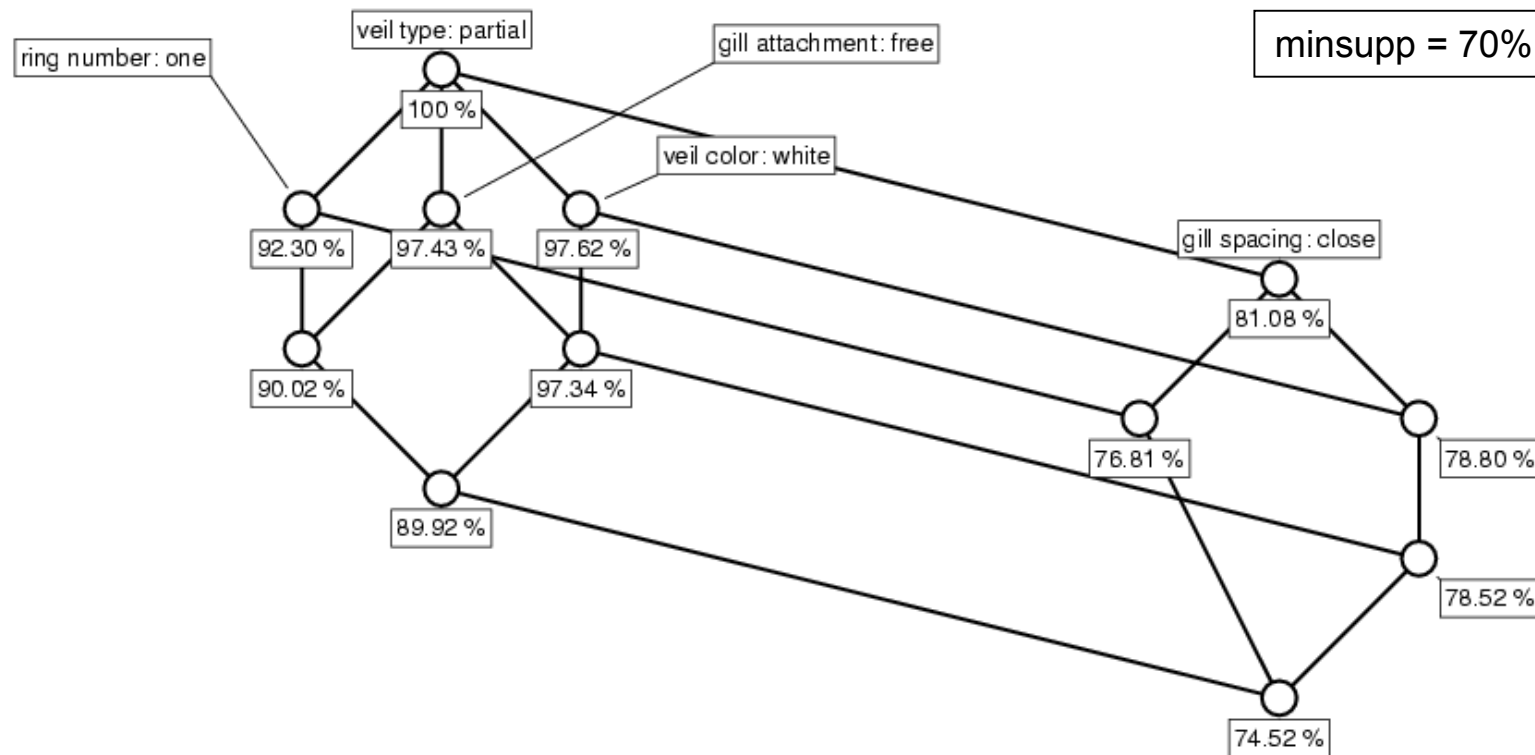 veil type: partial
minsupp = 70%
ring number: one
gill attachment: free
100 %
veil color: white
92.30 %
97.43 %
97.62 %
gill spacing: close
81.08 %
90.02 %
97.34 %
76.81 %
78.80 %
89.92 %
78.52 %
74.52 %